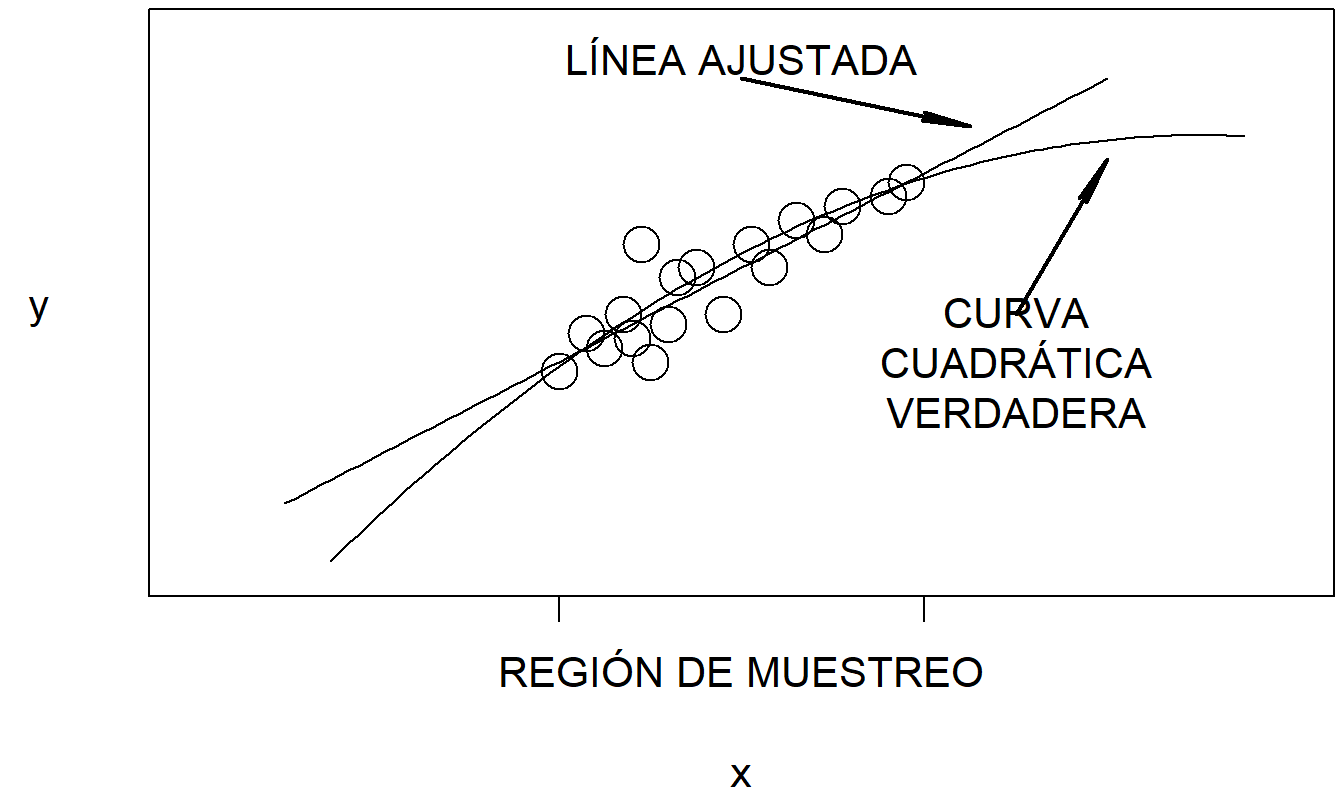 LÍNEA AJUSTADA
y
CURVA
CUADRÁTICA
VERDADERA
REGIÓN DE MUESTREO
x